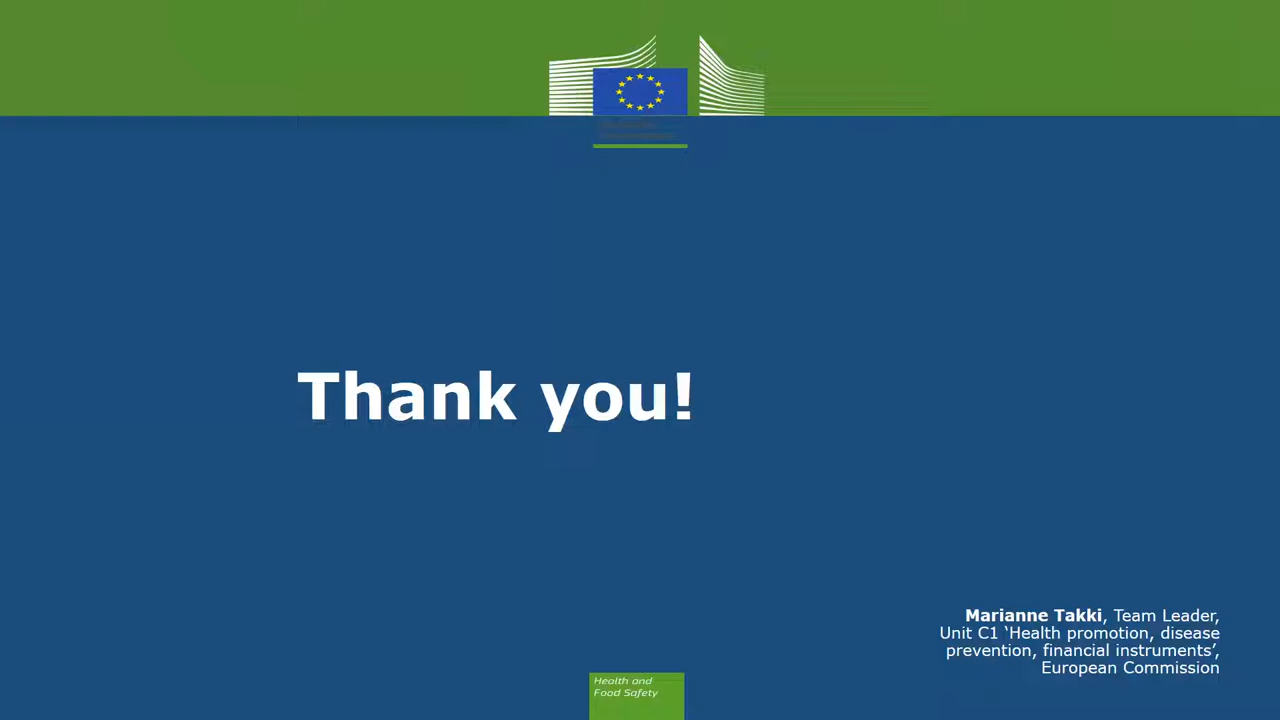 Thank you!
Marianne Takki, Team Leader,
Unit C1 ‘Health promotion, disease
prevention, financial instruments’,
European Commission
Health and
Food Safety